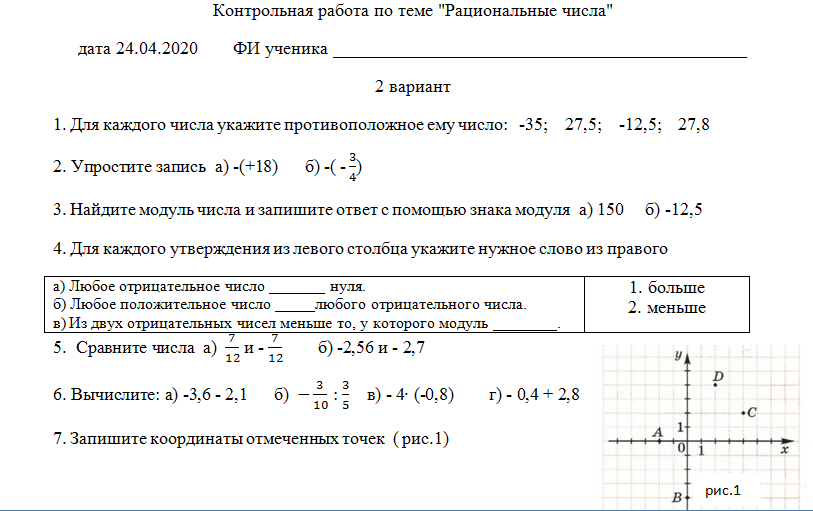 Контрольная работа по теме "Рациональные числа"
дата 24.04.2020 ФИ ученика ____________________
2 вариант
1. Для каждого числа укажите противоположное ему число: -35; 27,5; -12,5; 27,8
2. Упростите запись а) -(+18) б) -( - 3/4)
3. Найдите модуль числа и запишите ответ с помощью знака модуля а) 150 б) -12,5
4. Для каждого утверждения из левого столбца укажите нужное слово из правого
а) Любое отрицательное число _______ нуля.
б) Любое положительное число _____любого отрицательного числа.
в) Из двух отрицательных чисел меньше то, у которого модуль ________.
1. больше
2. меньше
5. Сравните числа а) 7/12 и - 7/12 б) -2,56 и - 2,7
6. Вычислите: а) -3,6 - 2,1 б) − 3/10 : 3/5 в) - 4· (-0,8) г) - 0,4 + 2,8
7. Запишите координаты отмеченных точек ( рис.1)
y
D
C
1
A
0 1 x
B
рис.1